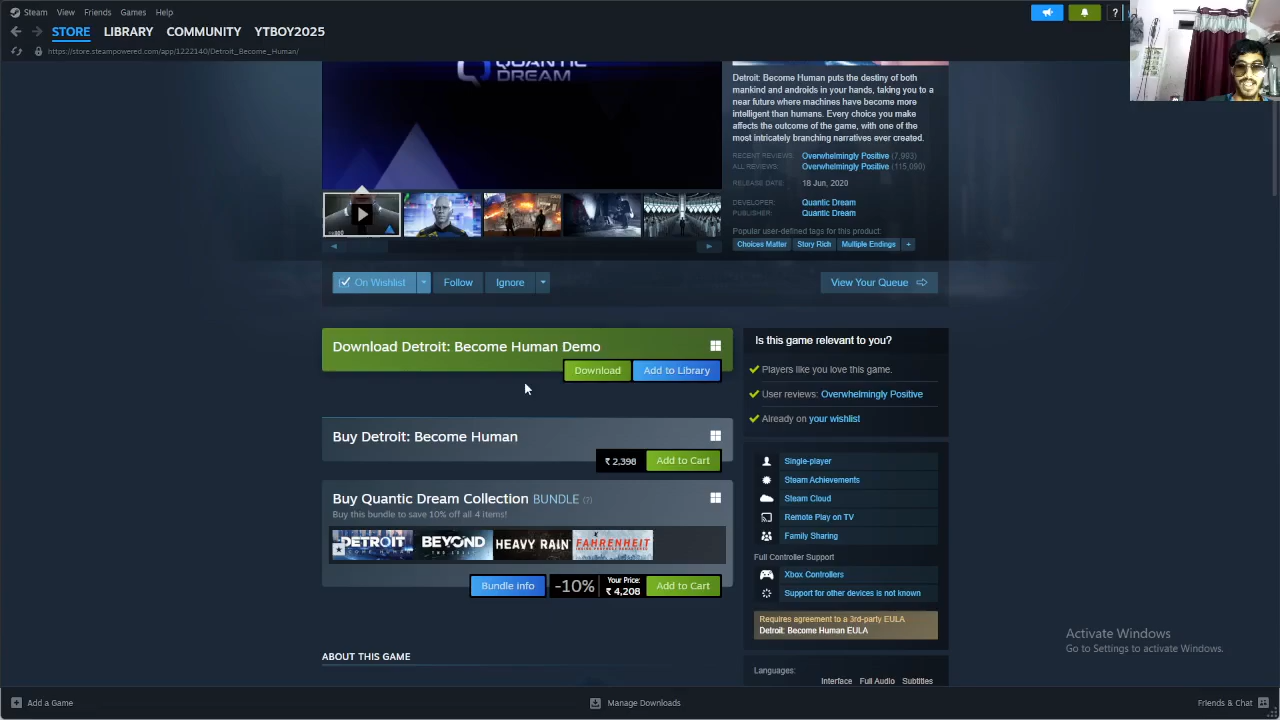 Steam View Friends Games Help
STORE LIBRARY COMMUNITY YTBOY2025
https://store.steampowered.com/app/1222140/Detroit_Become_Human/
?
QUANTIC
DREAM
Detroit: Become Human puts the destiny of both
mankind and androids in your hands, taking you to a
near future where machines have become more
intelligent than humans. Every choice you make
affects the outcome of the game, with one of the
most intricately branching narratives ever created.
RECENT REVIEWS: Overwhelmingly Positive (7,993)
ALL REVIEWS: Overwhelmingly Positive (115,090)
RELEASE DATE: 18 Jun, 2020
DEVELOPER: Quantic Dream
PUBLISHER: Quantic Dream
Popular user-defined tags for this product:
Choices Matter Story Rich Multiple Endings +
On Wishlist Follow Ignore View Your Queue
Download Detroit: Become Human Demo
Download Add to Library
Buy Detroit: Become Human
₹ 2,398 Add to Cart
Buy Quantic Dream Collection BUNDLE (?)
Buy this bundle to save 10% off all 4 items!
DETROIT BEYOND HEAVY RAIN FAHRENHEIT
Bundle info -10% Your Price: ₹ 4,208 Add to Cart
ABOUT THIS GAME
Is this game relevant to you?
Players like you love this game.
User reviews: Overwhelmingly Positive
Already on your wishlist!
Single-player
Steam Achievements
Steam Cloud
Remote Play on TV
Family Sharing
Full Controller Support
Xbox Controllers
Support for other devices is not known
Requires agreement to a 3rd-party EULA
Detroit: Become Human EULA
Languages:
Interface Full Audio Subtitles
Activate Windows
Go to Settings to activate Windows.
Add a Game Manage Downloads Friends & Chat